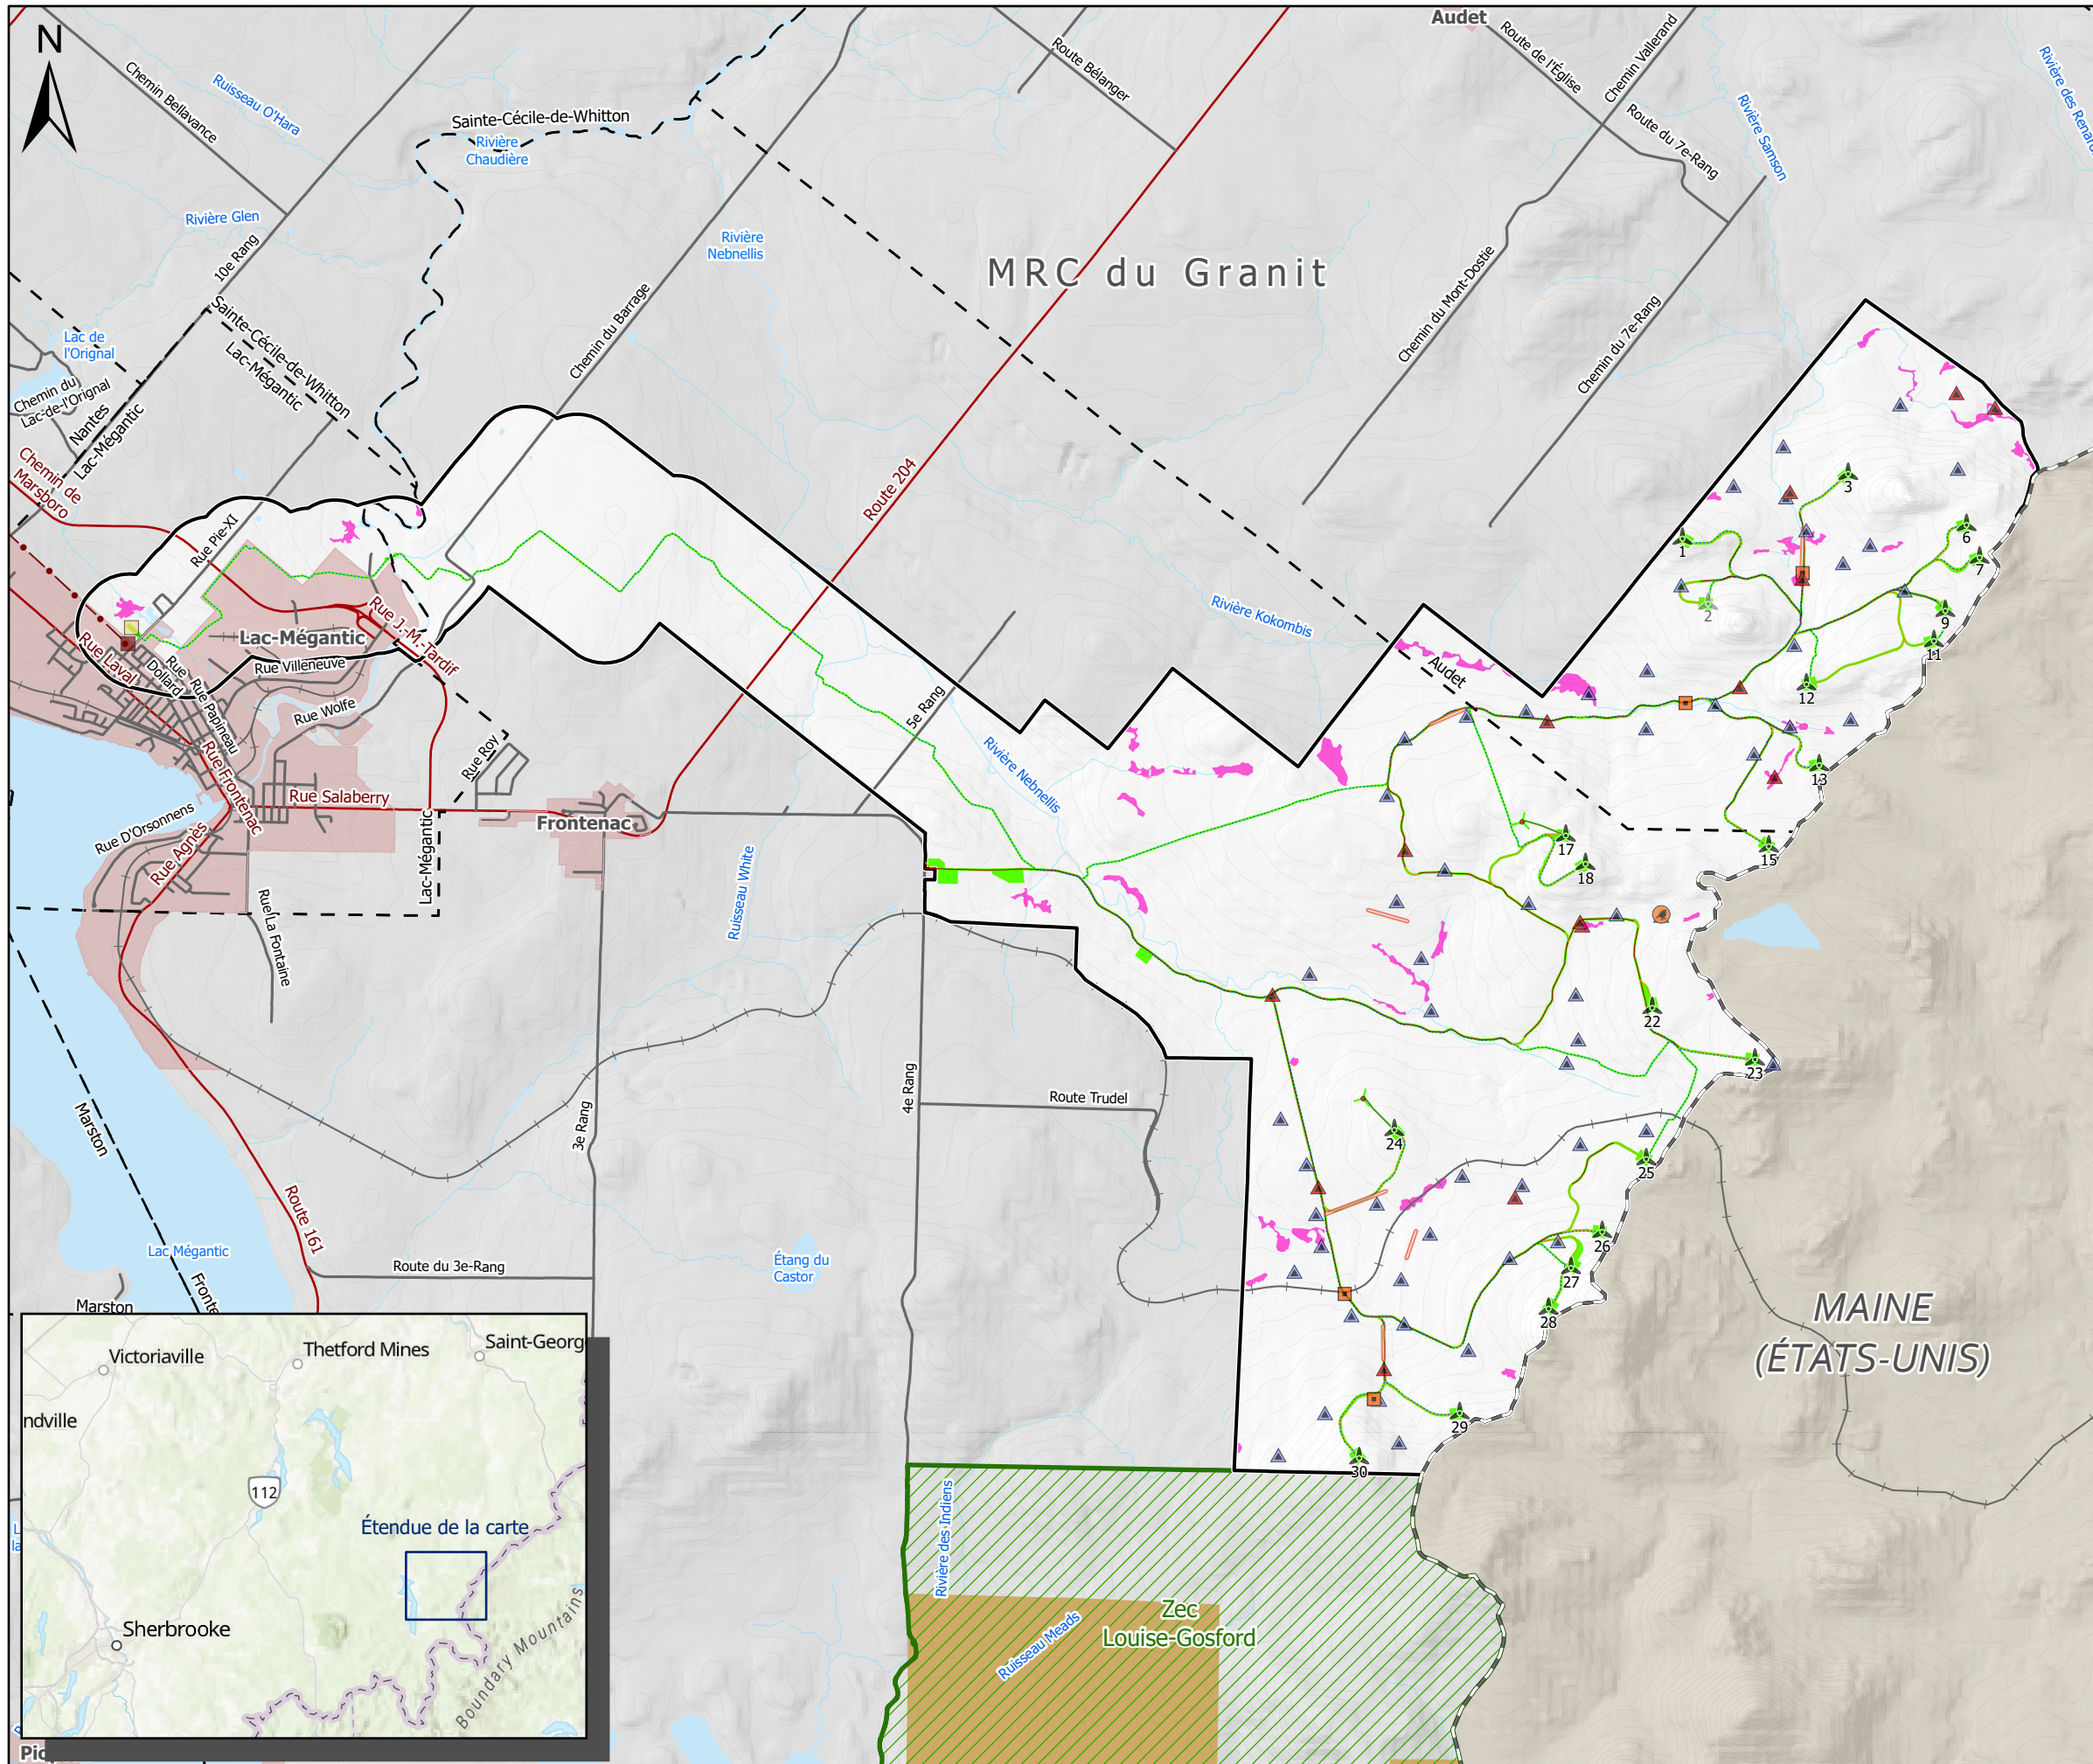 N
Audet
Route de l'Église
Chemin Vallerand
Route du 7e-Rang
Rivière Samson
Route Bélanger
Chemin Bellavance
Ruisseau O'Hara
Sainte-Cécile-de-Whitton
Rivière
Chaudière
Rivière Glen
10e Rang
Rivière
Nebnellis
MRC du Granit
Chemin du Mont-Dostie
Chemin du 7e-Rang
Chemin du Barrage
Sainte-Cécile-de-Whitton
Lac-Mégantic
Lac de
l'Orignal
Chemin du
Lac-de-l'Orignal
Nantes
Lac-Mégantic
Chemin de
Marsboro
Rue Pie-XI
Route 204
3
6
1
7
2
9
11
12
13
15
17
18
22
23
24
25
26
27
28
29
30
Rivière Kokombis
Audet
Lac-Mégantic
Rue J.-M.-Tardif
Rue Laval
Rue
Dollard
Rue Papineau
Rue Villeneuve
Rue Wolfe
Rue Roy
5e Rang
Rivière Nebnellis
Rue Frontenac
Rue Salaberry
Frontenac
Rue D'Orsonnens
Rue Agnès
Lac-Mégantic
Rue La Fontaine
Ruisseau White
4e Rang
3e Rang
Route Trudel
Marston
Route 161
Lac Mégantic
Route du 3e-Rang
Étang du
Castor
Marston
MAINE
(ÉTATS-UNIS)
Rivière des Indiens
Ruisseau Meads
Zec
Louise-Gosford
Victoriaville
Thetford Mines
112
Étendue de la carte
Sherbrooke
Boundary Mountains